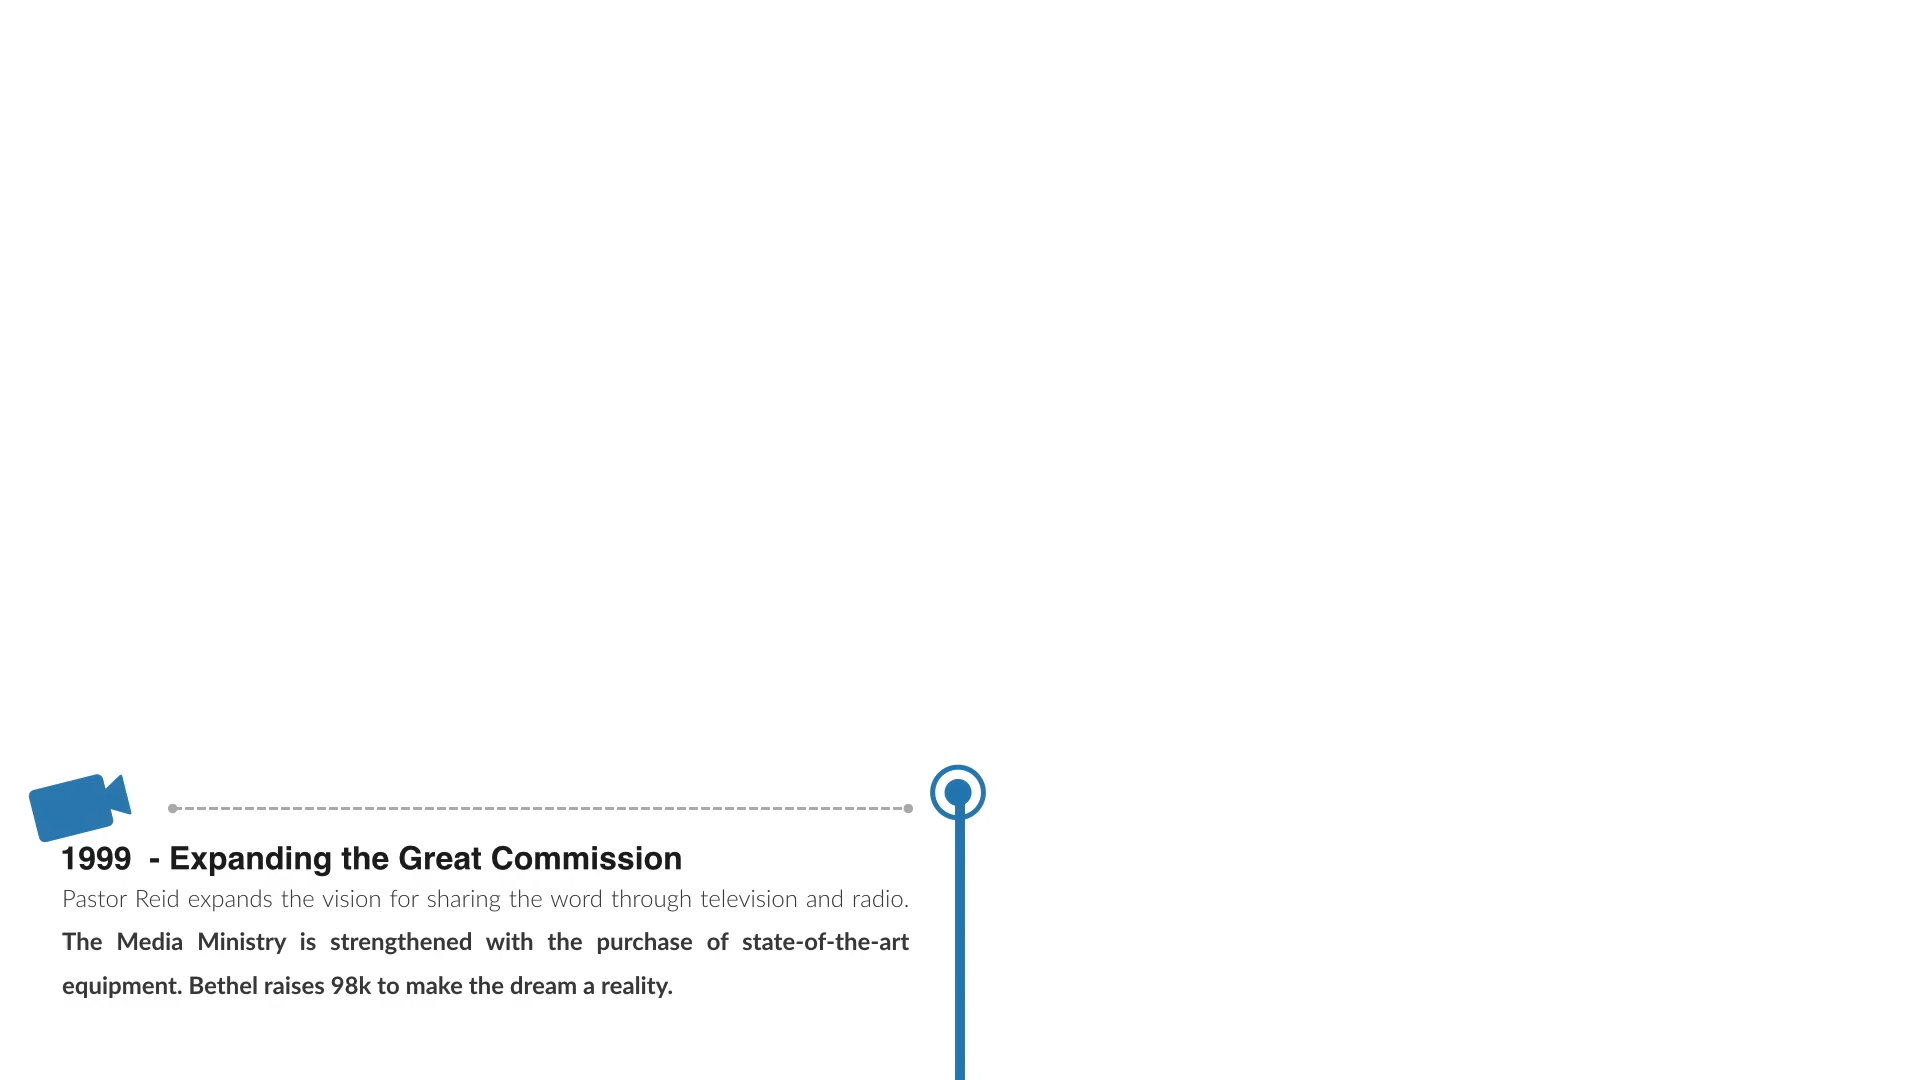 1999  - Expanding the Great Commission
Pastor Reid expands the vision for sharing the word through television and radio.
The Media Ministry is strengthened with the purchase of state-of-the-art
equipment. Bethel raises 98k to make the dream a reality.